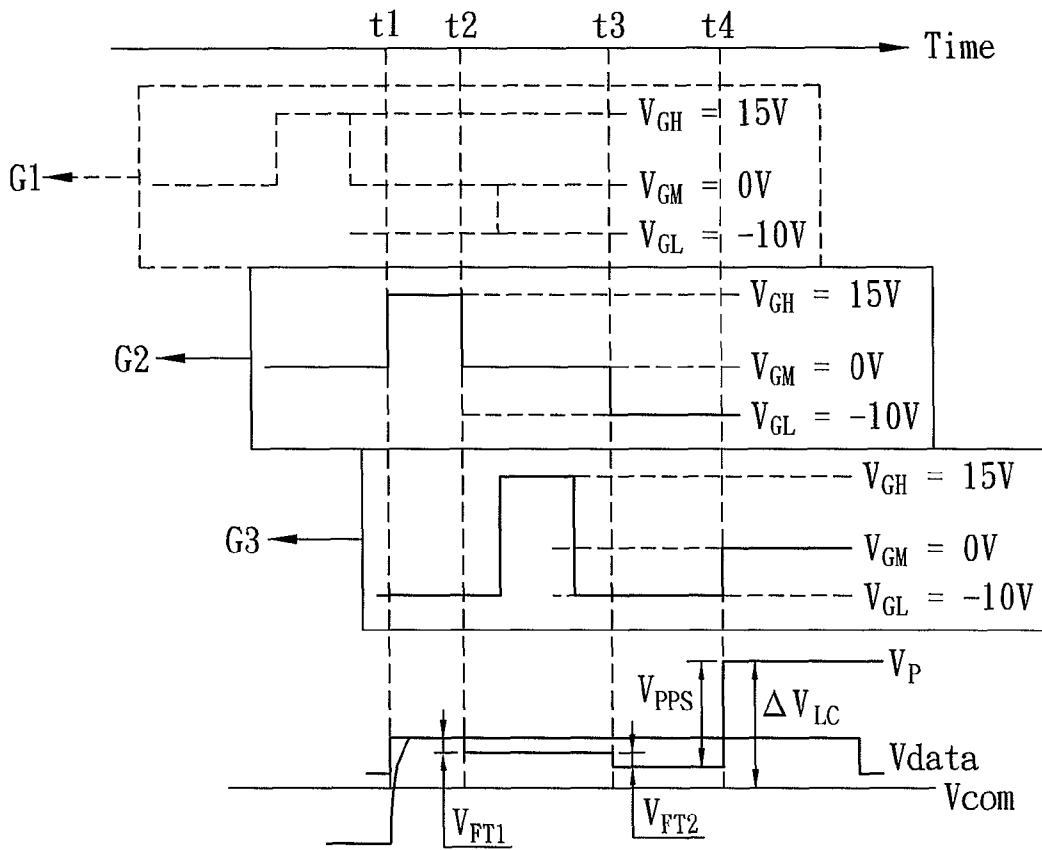 t1 t2 t3 t4
Time
V_GH = 15V
G1
V_GM = 0V
V_GL = -10V
V_GH = 15V
G2
V_GM = 0V
V_GL = -10V
V_GH = 15V
G3
V_GM = 0V
V_GL = -10V
V_P
V_PPS
ΔV_LC
Vdata
Vcom
V_FT1
V_FT2